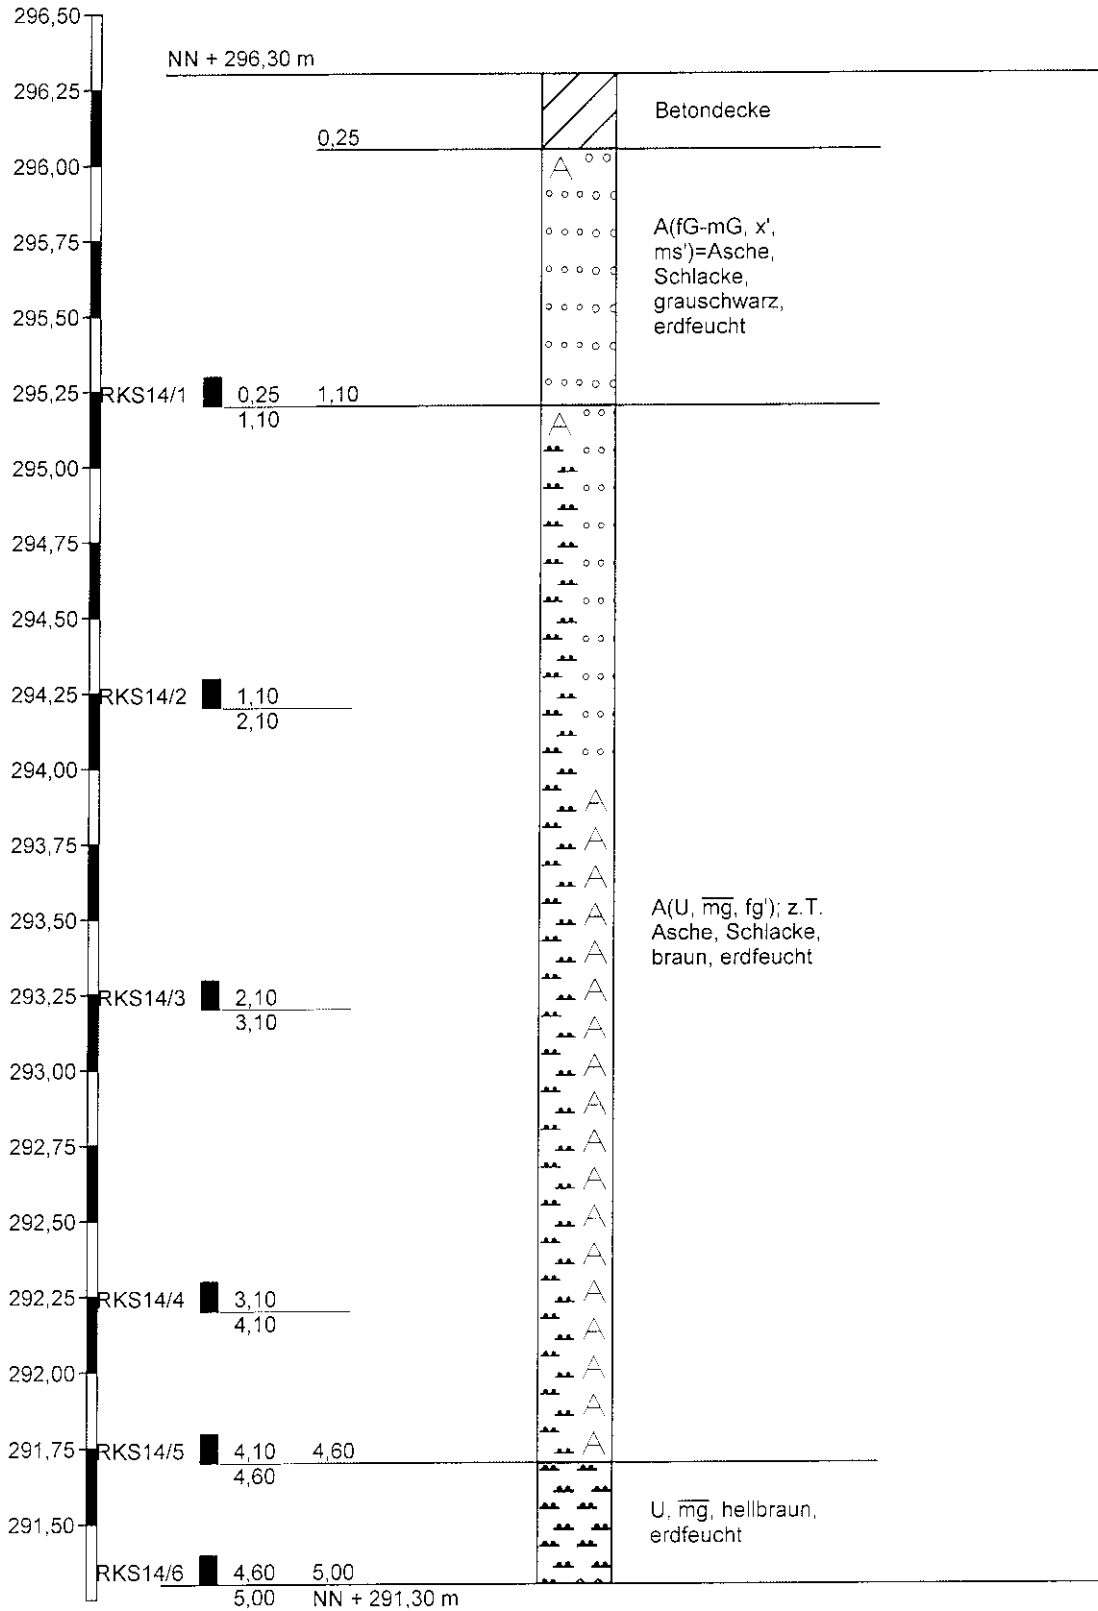 296,50
NN + 296,30 m
296,25
Betondecke
0,25
296,00
A
A(fG-mG, x',
295,75
ms')=Asche,
Schlacke,
grauschwarz,
295,50
erdfeucht
295,25
RKS14/1 0,25 1,10
1,10
A
295,00
294,75
294,50
294,25
RKS14/2 1,10
2,10
294,00
A
293,75
A
A
A(U, m̅g̅, fg'); z.T.
293,50
A
Asche, Schlacke,
A
braun, erdfeucht
293,25
A
RKS14/3 2,10
3,10
A
293,00
A
A
292,75
A
A
292,50
A
A
292,25
A
RKS14/4 3,10
4,10
A
292,00
A
A
291,75
A
RKS14/5 4,10 4,60
4,60
U, m̅g̅, hellbraun,
291,50
erdfeucht
RKS14/6 4,60 5,00
5,00 NN + 291,30 m